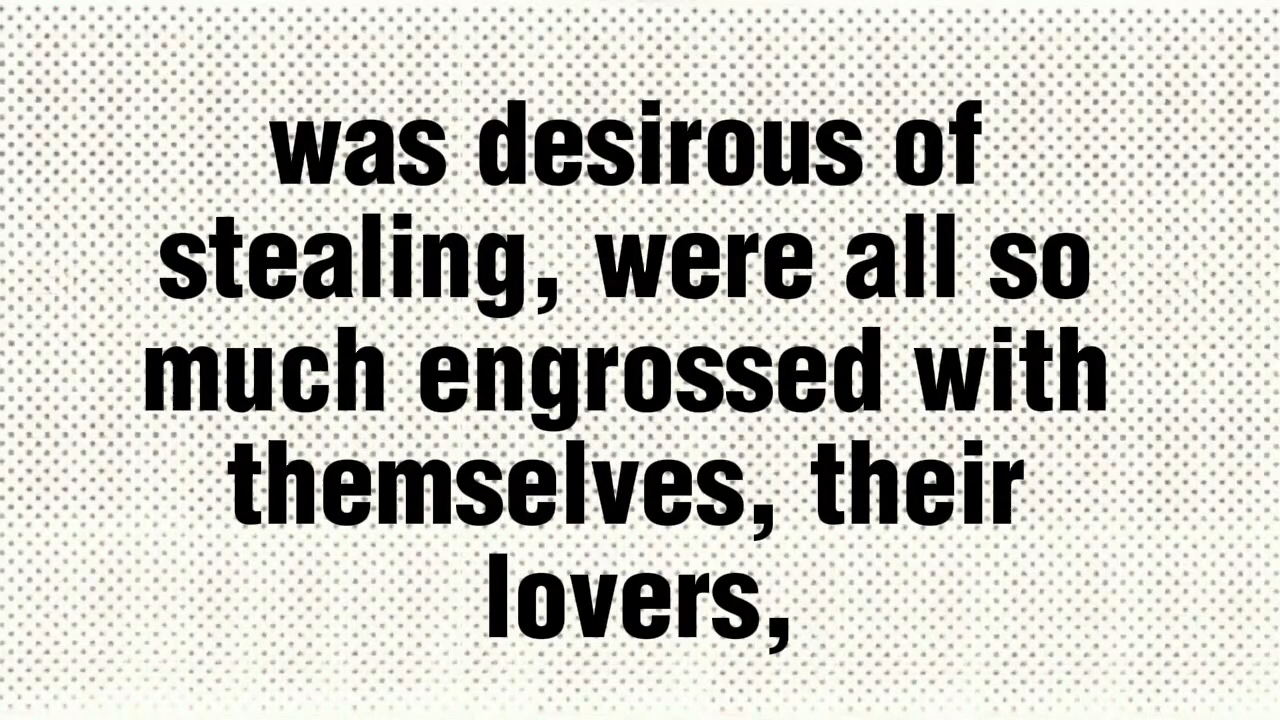 was desirous of
stealing, were all so
much engrossed with
themselves, their
lovers,